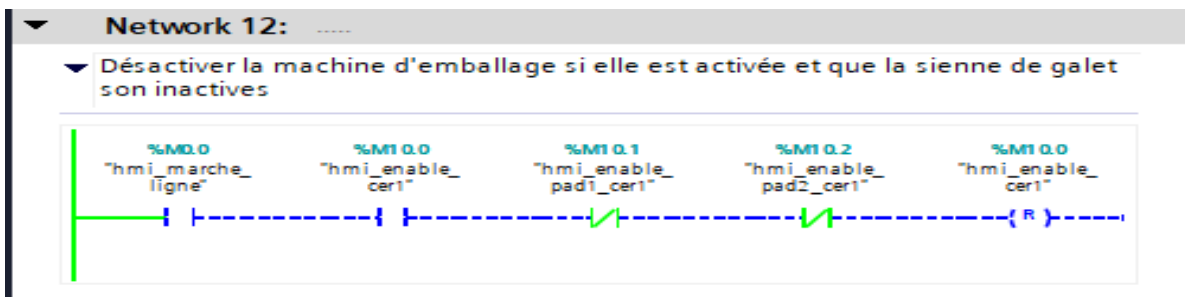 Network 12: .....
Désactiver la machine d'emballage si elle est activée et que la sienne de galet
son inactives
%M0.0 %M10.0 %M10.1 %M10.2 %M10.0
"hmi_marche_ "hmi_enable_ "hmi_enable_ "hmi_enable_ "hmi_enable_
ligne" cer1" pad1_cer1" pad2_cer1" cer1"
R